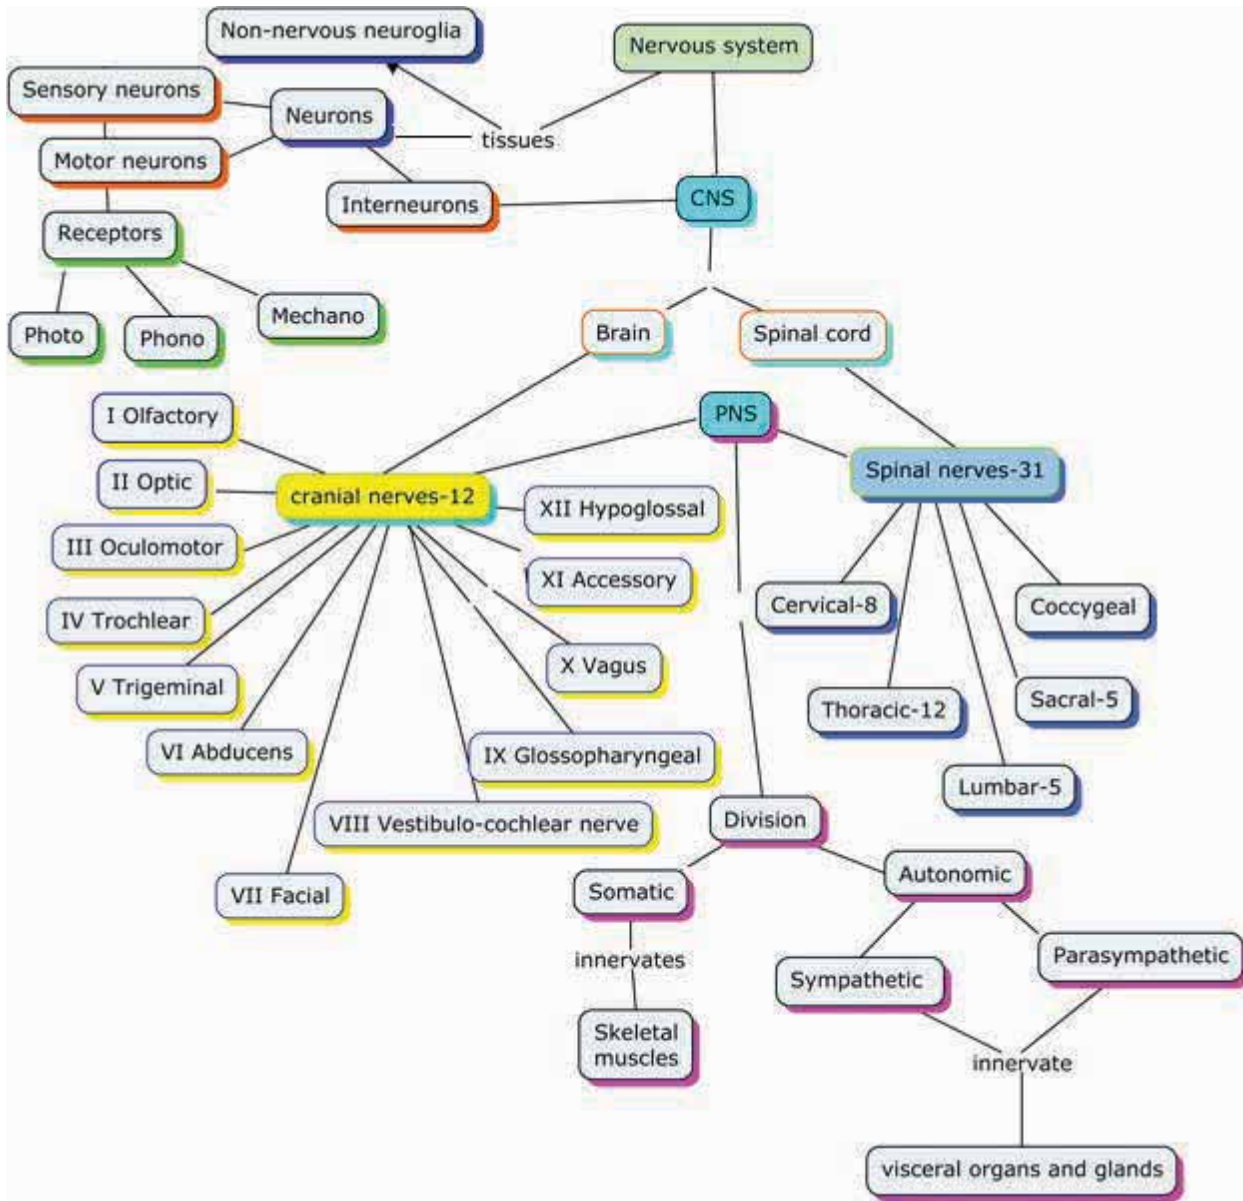 Non-nervous neuroglia
Nervous system
Sensory neurons
Neurons
tissues
Motor neurons
Interneurons
CNS
Receptors
Photo
Phono
Mechano
Brain
Spinal cord
PNS
I Olfactory
II Optic
cranial nerves-12
Spinal nerves-31
XII Hypoglossal
III Oculomotor
XI Accessory
IV Trochlear
X Vagus
V Trigeminal
VI Abducens
IX Glossopharyngeal
VIII Vestibulo-cochlear nerve
VII Facial
Cervical-8
Coccygeal
Thoracic-12
Sacral-5
Lumbar-5
Division
Somatic
Autonomic
innervates
Sympathetic
Parasympathetic
Skeletal
muscles
innervate
visceral organs and glands